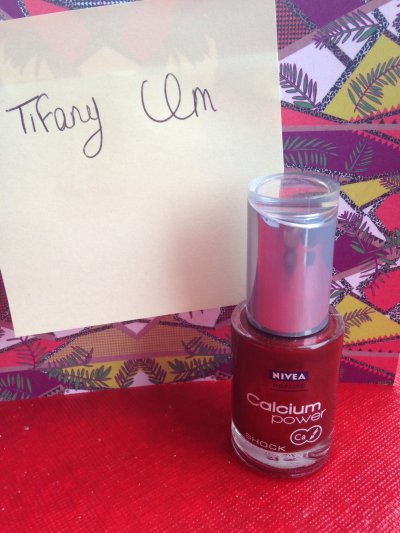 Tifany Um
NIVEA
Calcium
power
Ca
SHOCK